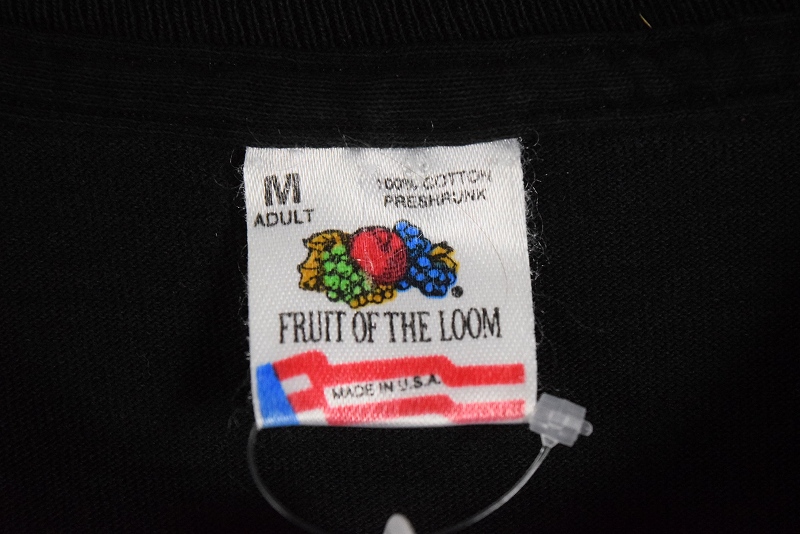 M
ADULT
100% COTTON
PRESHRUNK
FRUIT OF THE LOOM
MADE IN U.S.A.